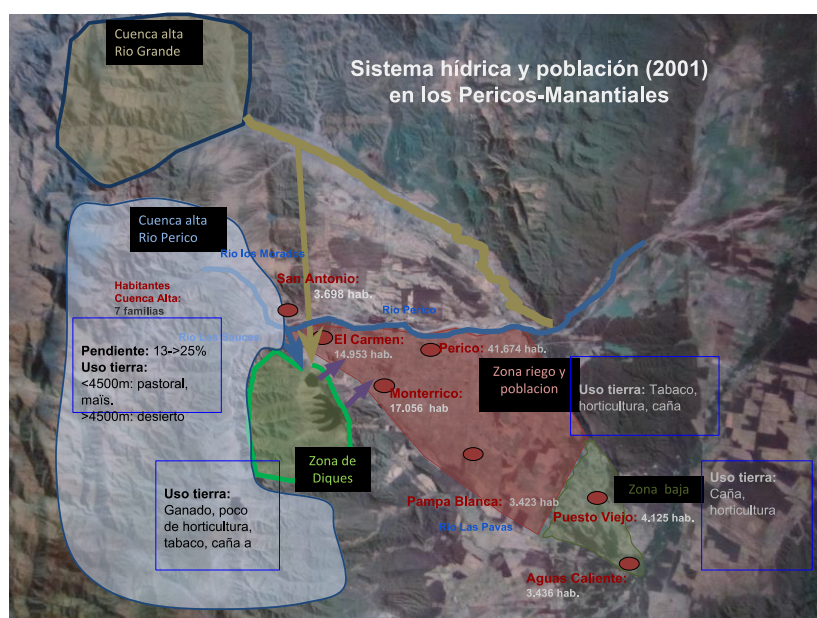 Cuenca alta
Rio Grande
Sistema hídrica y población (2001)
en los Pericos-Manantiales
Cuenca alta
Rio Perico
Río los Morados
San Antonio:
3.698 hab.
Habitantes
Cuenca Alta:
7 familias
Río Perico
El Carmen:
14.953 hab.
Perico: 41.674 hab.
Pendiente: 13->25%
Uso tierra:
<4500m: pastoral,
maïs.
>4500m: desierto
Zona riego y
poblacion
Uso tierra: Tabaco,
horticultura, caña
Monterrico:
17.056 hab
Zona de
Diques
Uso tierra:
Ganado, poco
de horticultura,
tabaco, caña a
Pampa Blanca: 3.423 hab.
Río Las Pavas
Zona baja
Uso tierra:
Caña,
horticultura
Puesto Viejo: 4.125 hab.
Aguas Caliente:
3.436 hab.